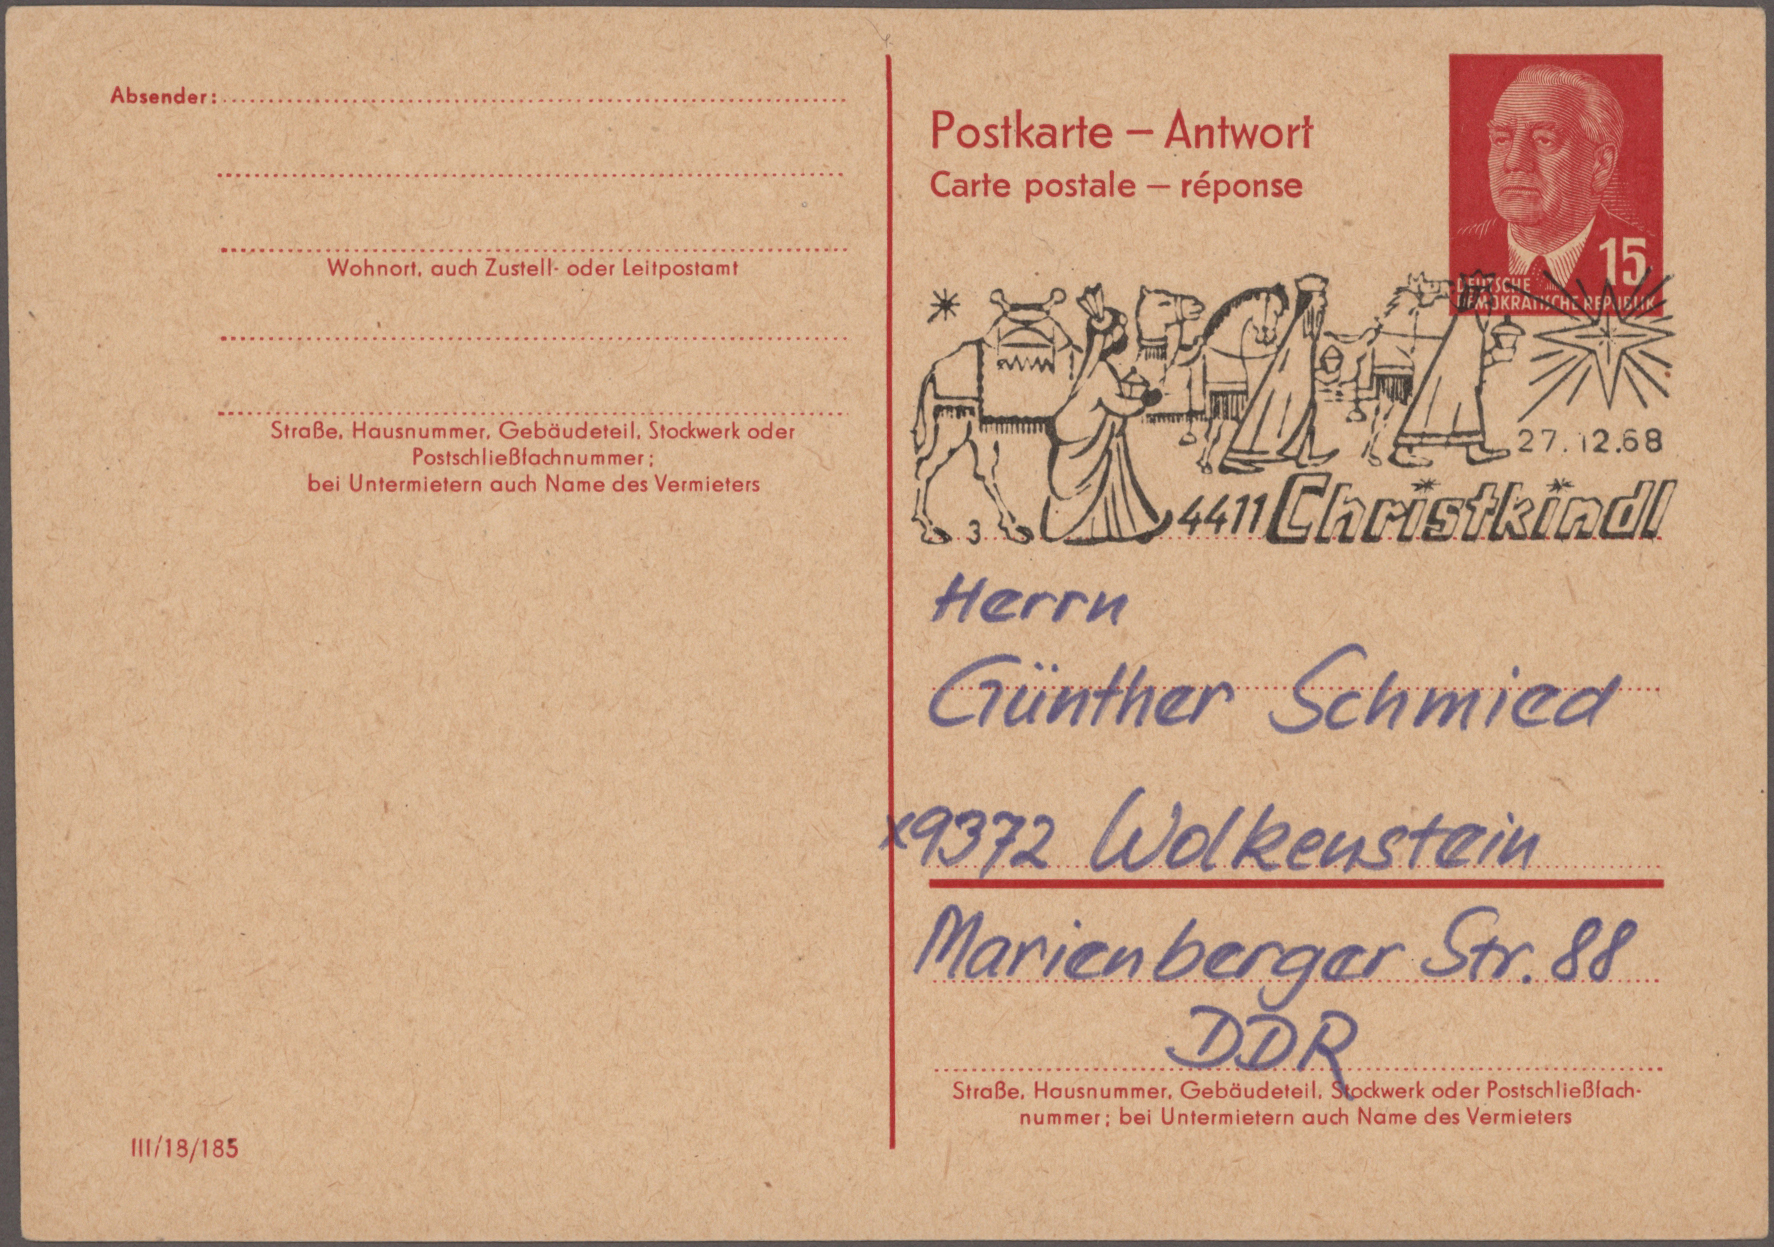 Absender:
Wohnort, auch Zustell- oder Leitpostamt
Straße, Hausnummer, Gebäudeteil, Stockwerk oder
Postschließfachnummer;
bei Untermietern auch Name des Vermieters
III/18/185
Postkarte – Antwort
Carte postale – réponse
15
DEUTSCHE
DEMOKRATISCHE REPUBLIK
27.12.68
3 4411 Christkindl
Herrn
Günther Schmied
x9372 Wolkenstein
Marienberger Str. 88
DDR
Straße, Hausnummer, Gebäudeteil, Stockwerk oder Postschließfach-
nummer; bei Untermietern auch Name des Vermieters